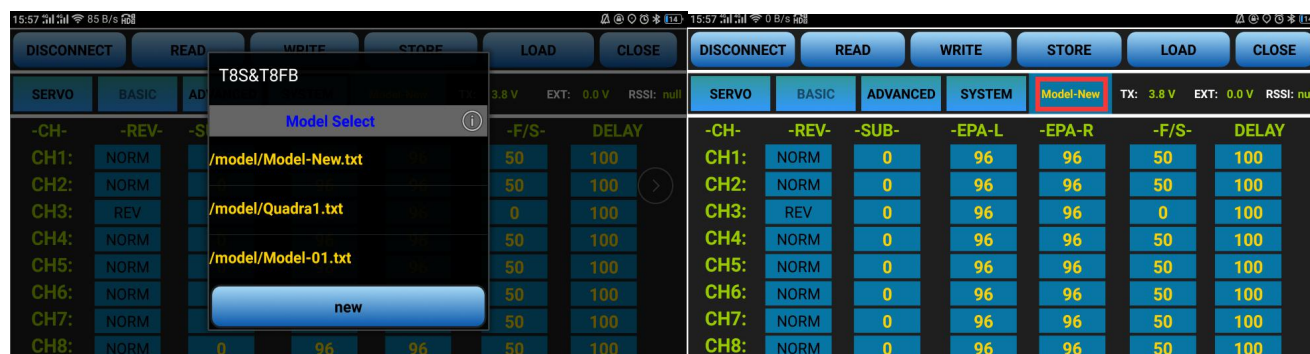 15:57 85 B/s HD 14
DISCONNECT READ WRITE STORE LOAD CLOSE
T8S&T8FB
SERVO BASIC AD 3.8 V EXT: 0.0 V RSSI: null
Model Select
-CH- -REV- -F/S- DELAY
/model/Model-New.txt
CH1: NORM 96 50 100
CH2: NORM 50 100
/model/Quadra1.txt
CH3: REV 0 100
CH4: NORM 50 100
/model/Model-01.txt
CH5: NORM 50 100
CH6: NORM 50 100
new
CH7: NORM 50 100
CH8: NORM 0 96 96 50 100
15:57 0 B/s HD
DISCONNECT READ WRITE STORE LOAD CLOSE
SERVO BASIC ADVANCED SYSTEM Model-New TX: 3.8 V EXT: 0.0 V RSSI:
-CH- -REV- -SUB- -EPA-L -EPA-R -F/S- DELAY
CH1: NORM 0 96 96 50 100
CH2: NORM 0 96 96 50 100
CH3: REV 0 96 96 0 100
CH4: NORM 0 96 96 50 100
CH5: NORM 0 96 96 50 100
CH6: NORM 0 96 96 50 100
CH7: NORM 0 96 96 50 100
CH8: NORM 0 96 96 50 100